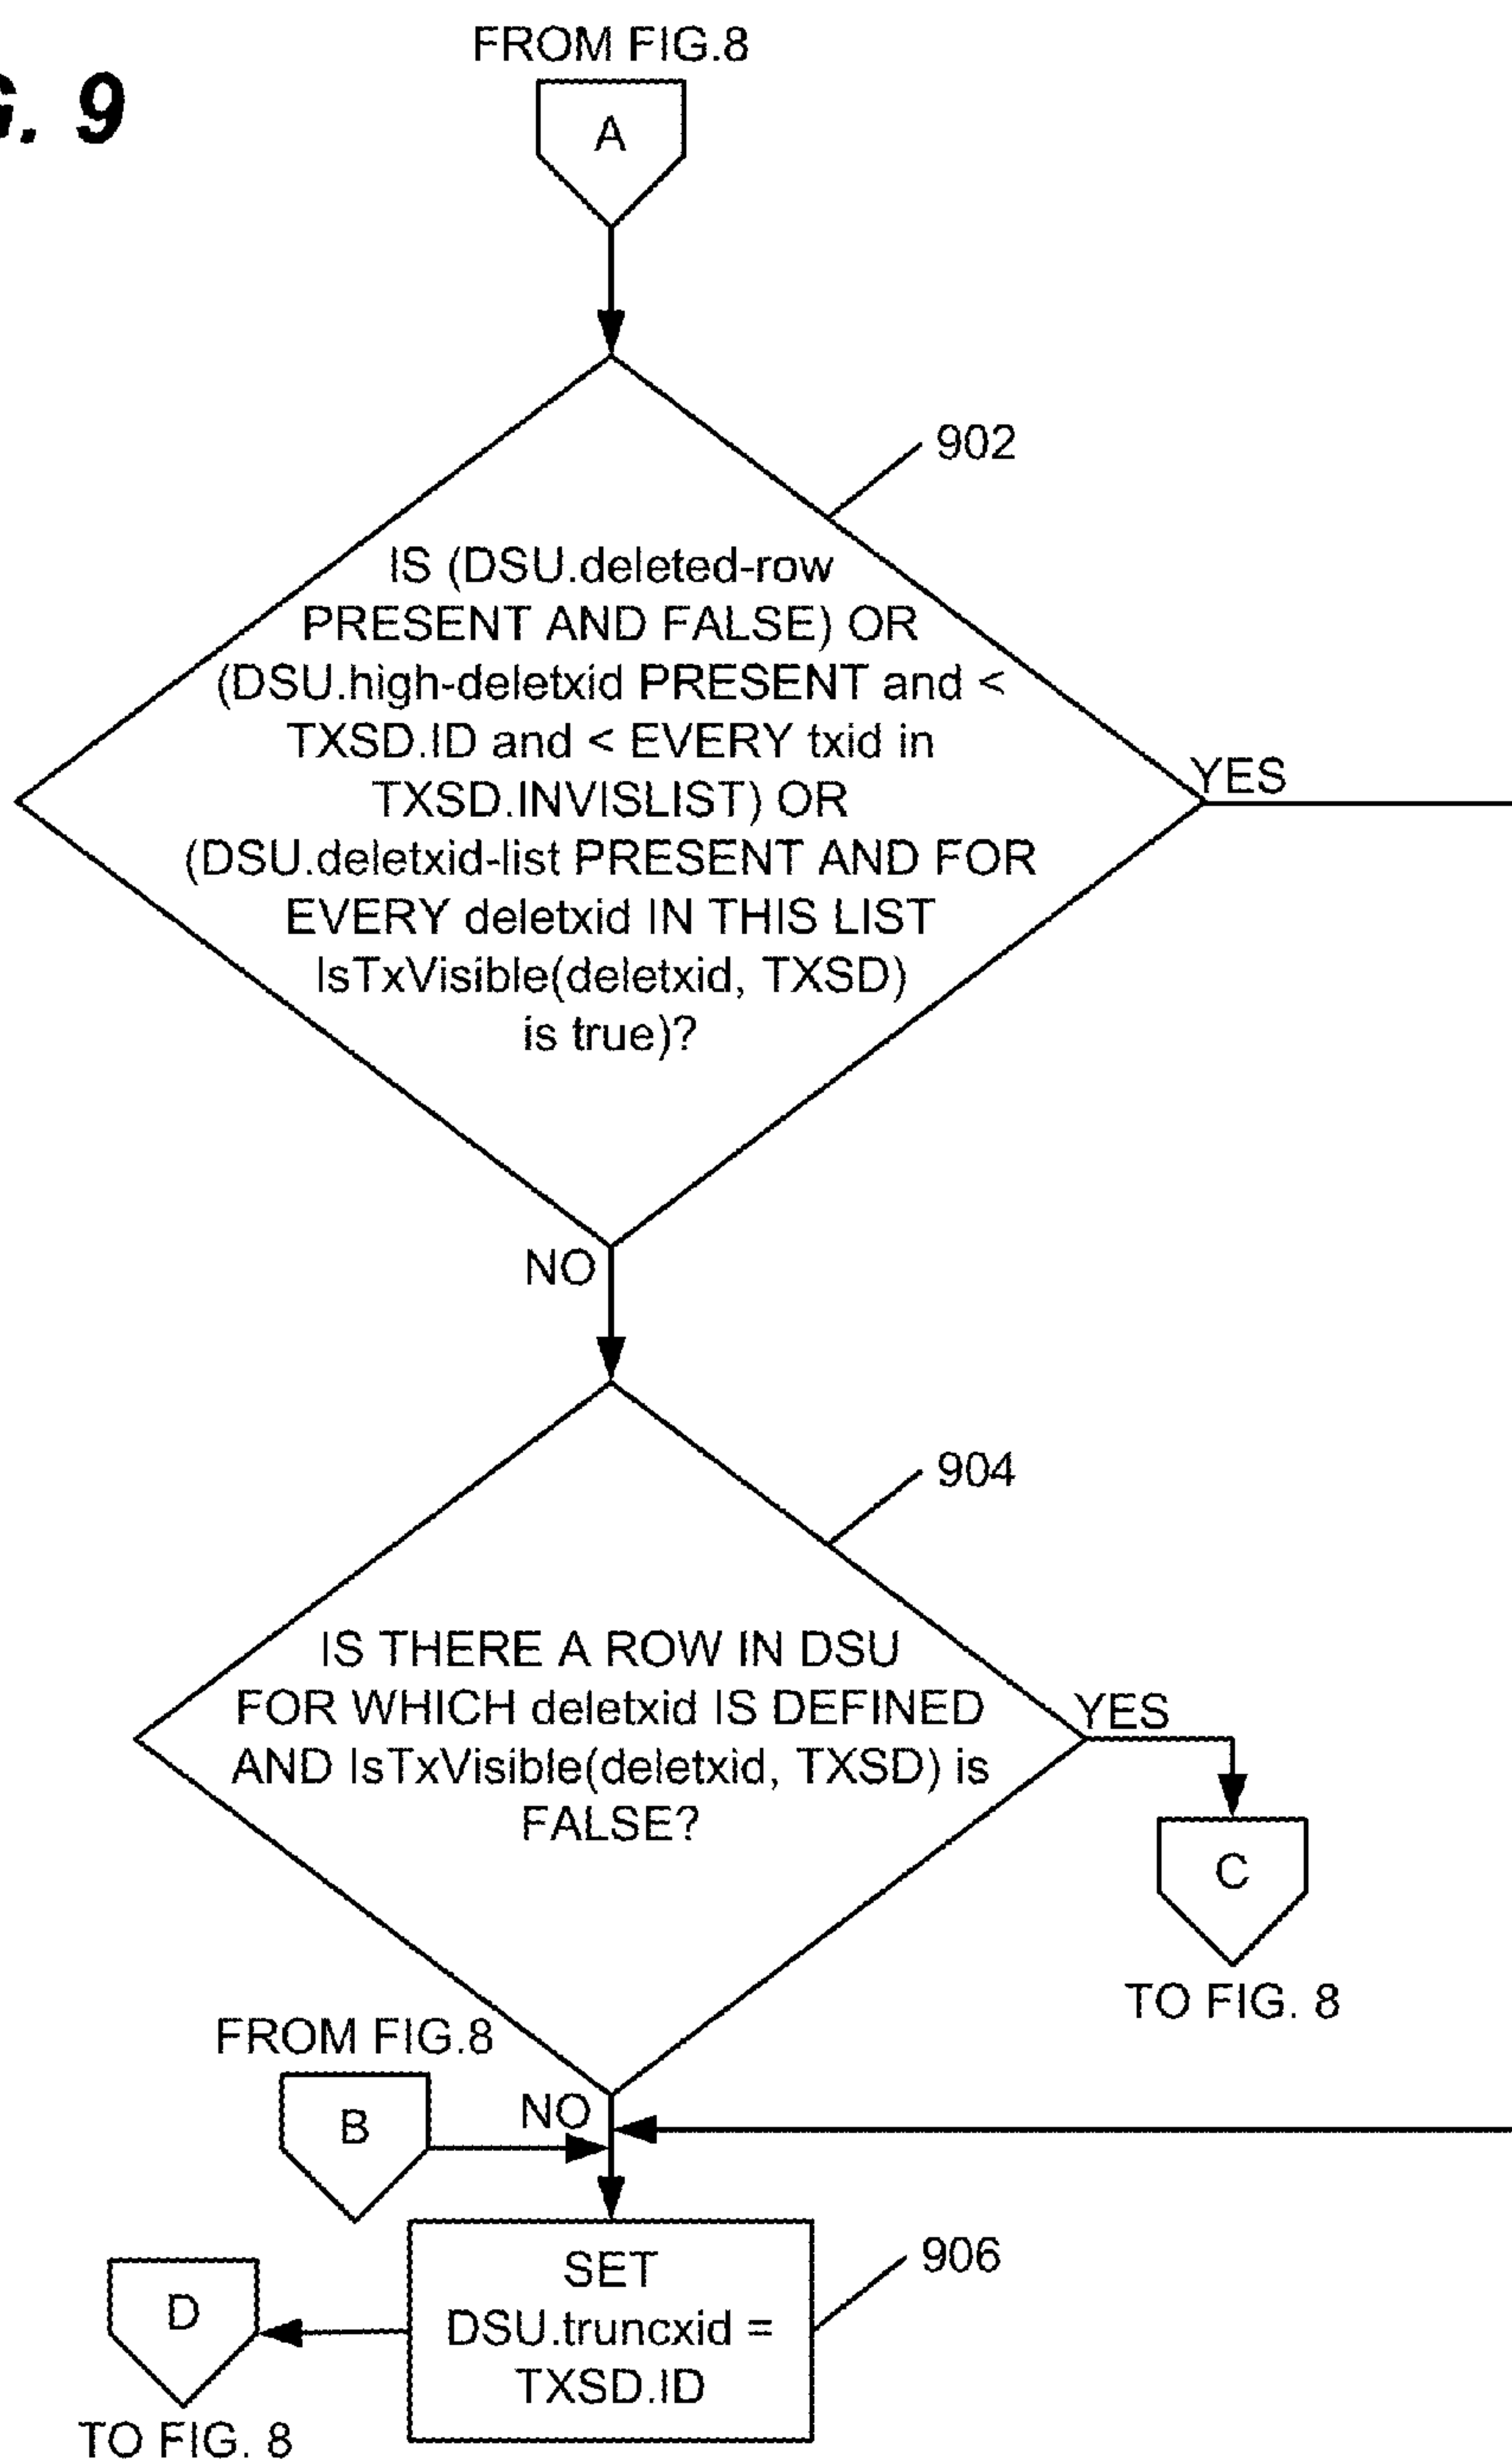 G. 9
FROM FIG.8
A
902
IS (DSU.deleted-row
PRESENT AND FALSE) OR
(DSU.high-deletxid PRESENT and <
TXSD.ID and < EVERY txid in
TXSD.INVISLIST) OR
(DSU.deletxid-list PRESENT AND FOR
EVERY deletxid IN THIS LIST
IsTxVisible(deletxid, TXSD)
is true)?
YES
NO
904
IS THERE A ROW IN DSU
FOR WHICH deletxid IS DEFINED
AND IsTxVisible(deletxid, TXSD) is
FALSE?
YES
C
TO FIG. 8
FROM FIG.8
B
NO
906
SET
DSU.truncxid =
TXSD.ID
D
TO FIG. 8